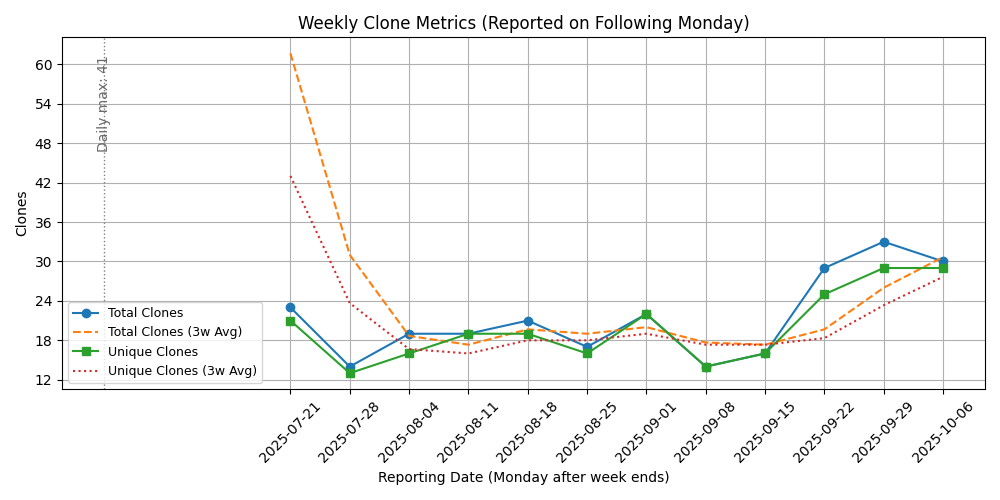 Weekly Clone Metrics (Reported on Following Monday)
Clones
60
54
48
42
36
30
24
18
12
Daily max: 41
Total Clones
Total Clones (3w Avg)
Unique Clones
Unique Clones (3w Avg)
2025-07-21
2025-07-28
2025-08-04
2025-08-11
2025-08-18
2025-08-25
2025-09-01
2025-09-08
2025-09-15
2025-09-22
2025-09-29
2025-10-06
Reporting Date (Monday after week ends)